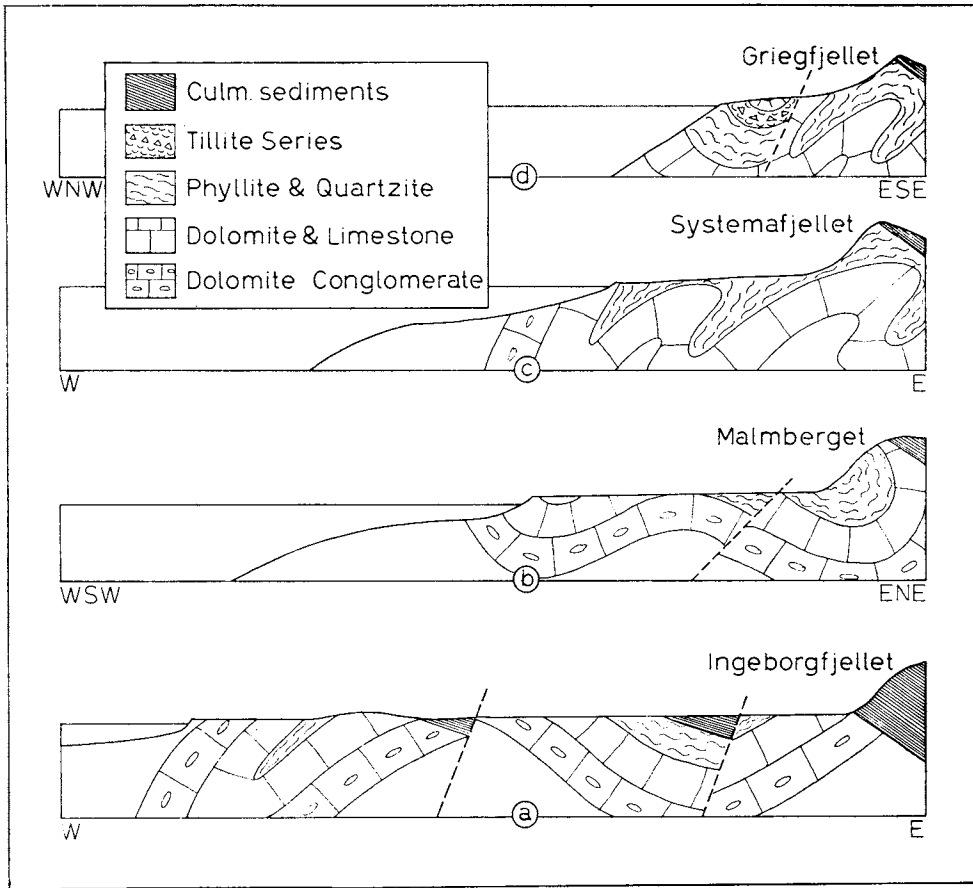 Griegfjellet
Culm. sediments
Tillite Series
Phyllite & Quartzite
Dolomite & Limestone
Dolomite Conglomerate
WNW
d
ESE
Systemafjellet
W
c
E
Malmberget
WSW
b
ENE
Ingeborgfjellet
W
a
E